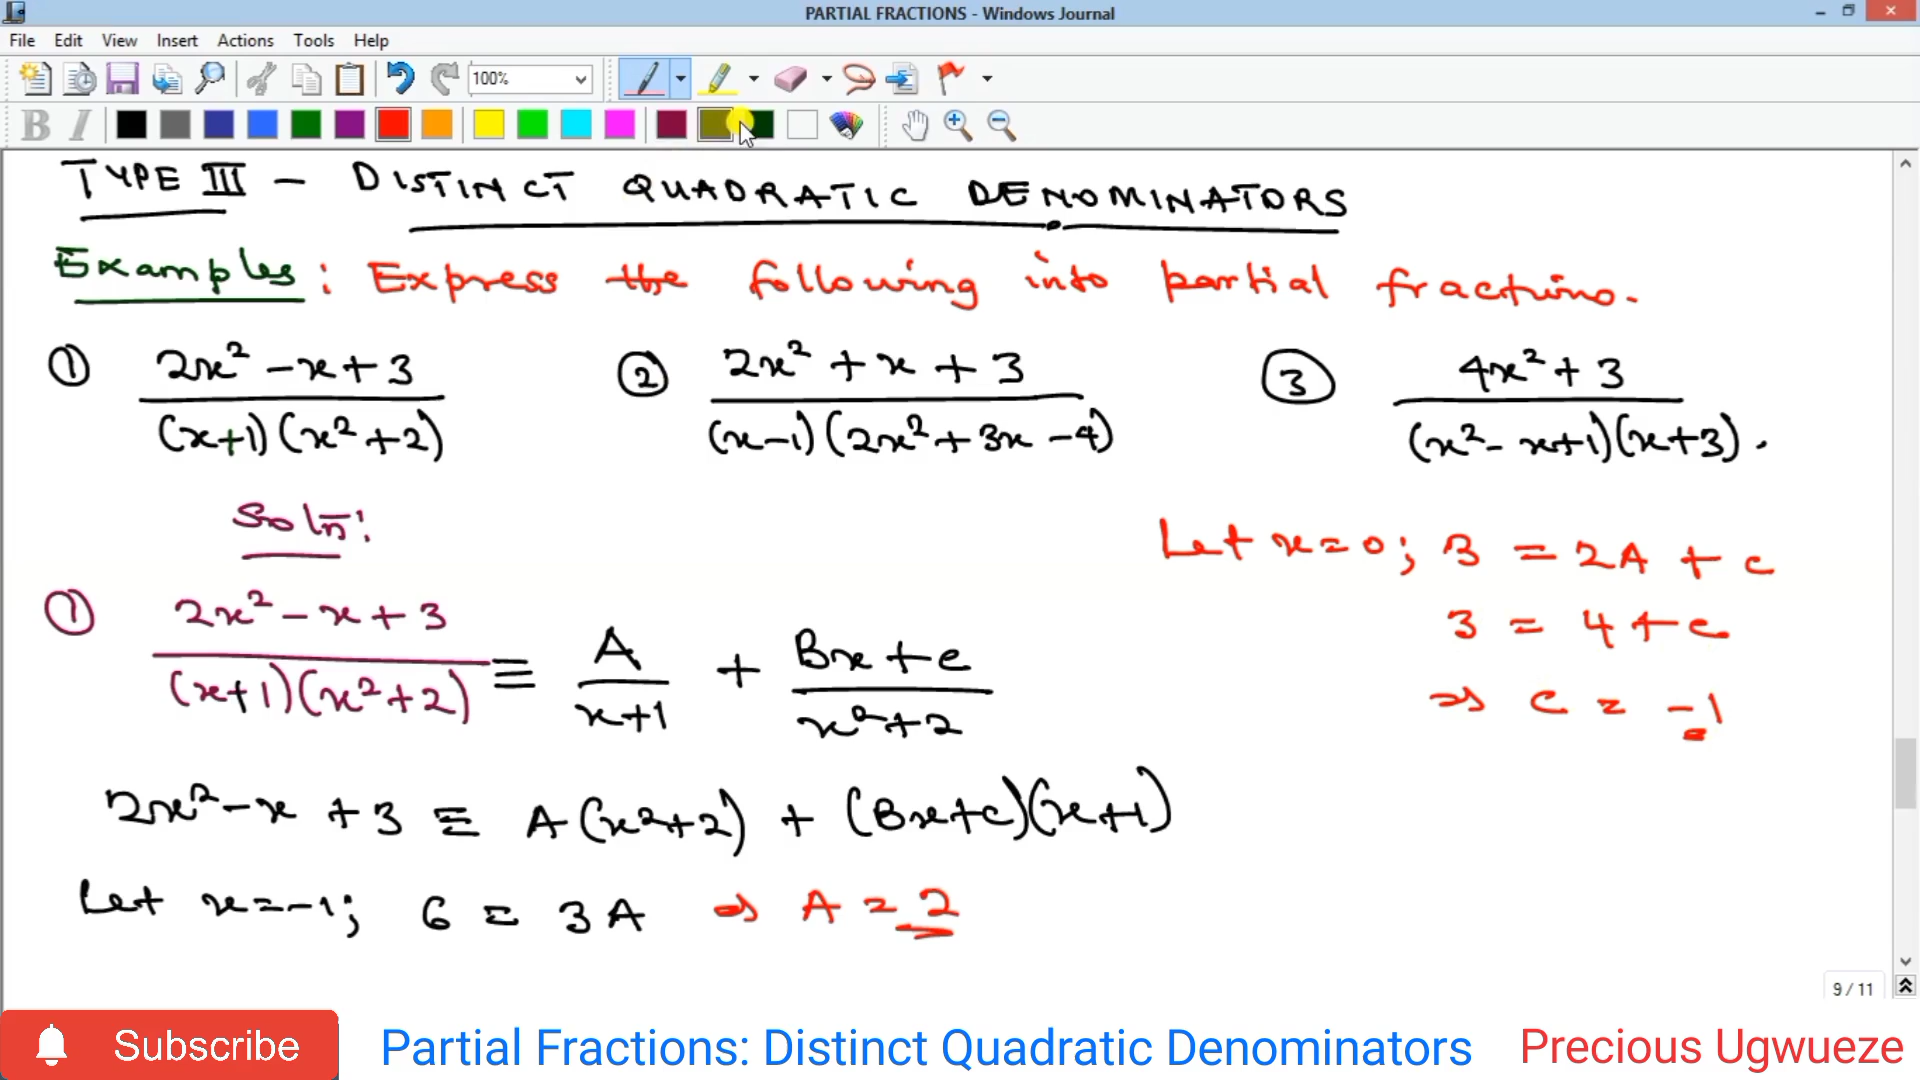 PARTIAL FRACTIONS - Windows Journal
File Edit View Insert Actions Tools Help
100%
B I
TYPE III - DISTINCT QUADRATIC DENOMINATORS
Examples: Express the following into partial fractions.
① (2x² - x + 3)/((x+1)(x²+2)) ② (2x² + x + 3)/((x-1)(2x²+3x-4)) ③ (4x² + 3)/((x²-x+1)(x+3)).
Soln:
① (2x² - x + 3)/((x+1)(x²+2)) ≡ A/(x+1) + (Bx+c)/(x²+2)
2x² - x + 3 ≡ A(x²+2) + (Bx+c)(x+1)
Let x=-1; 6 = 3A ⇒ A = 2
Let x=0; 3 = 2A + c
3 = 4+c
⇒ c = -1
9 / 11
Subscribe
Partial Fractions: Distinct Quadratic Denominators
Precious Ugwueze